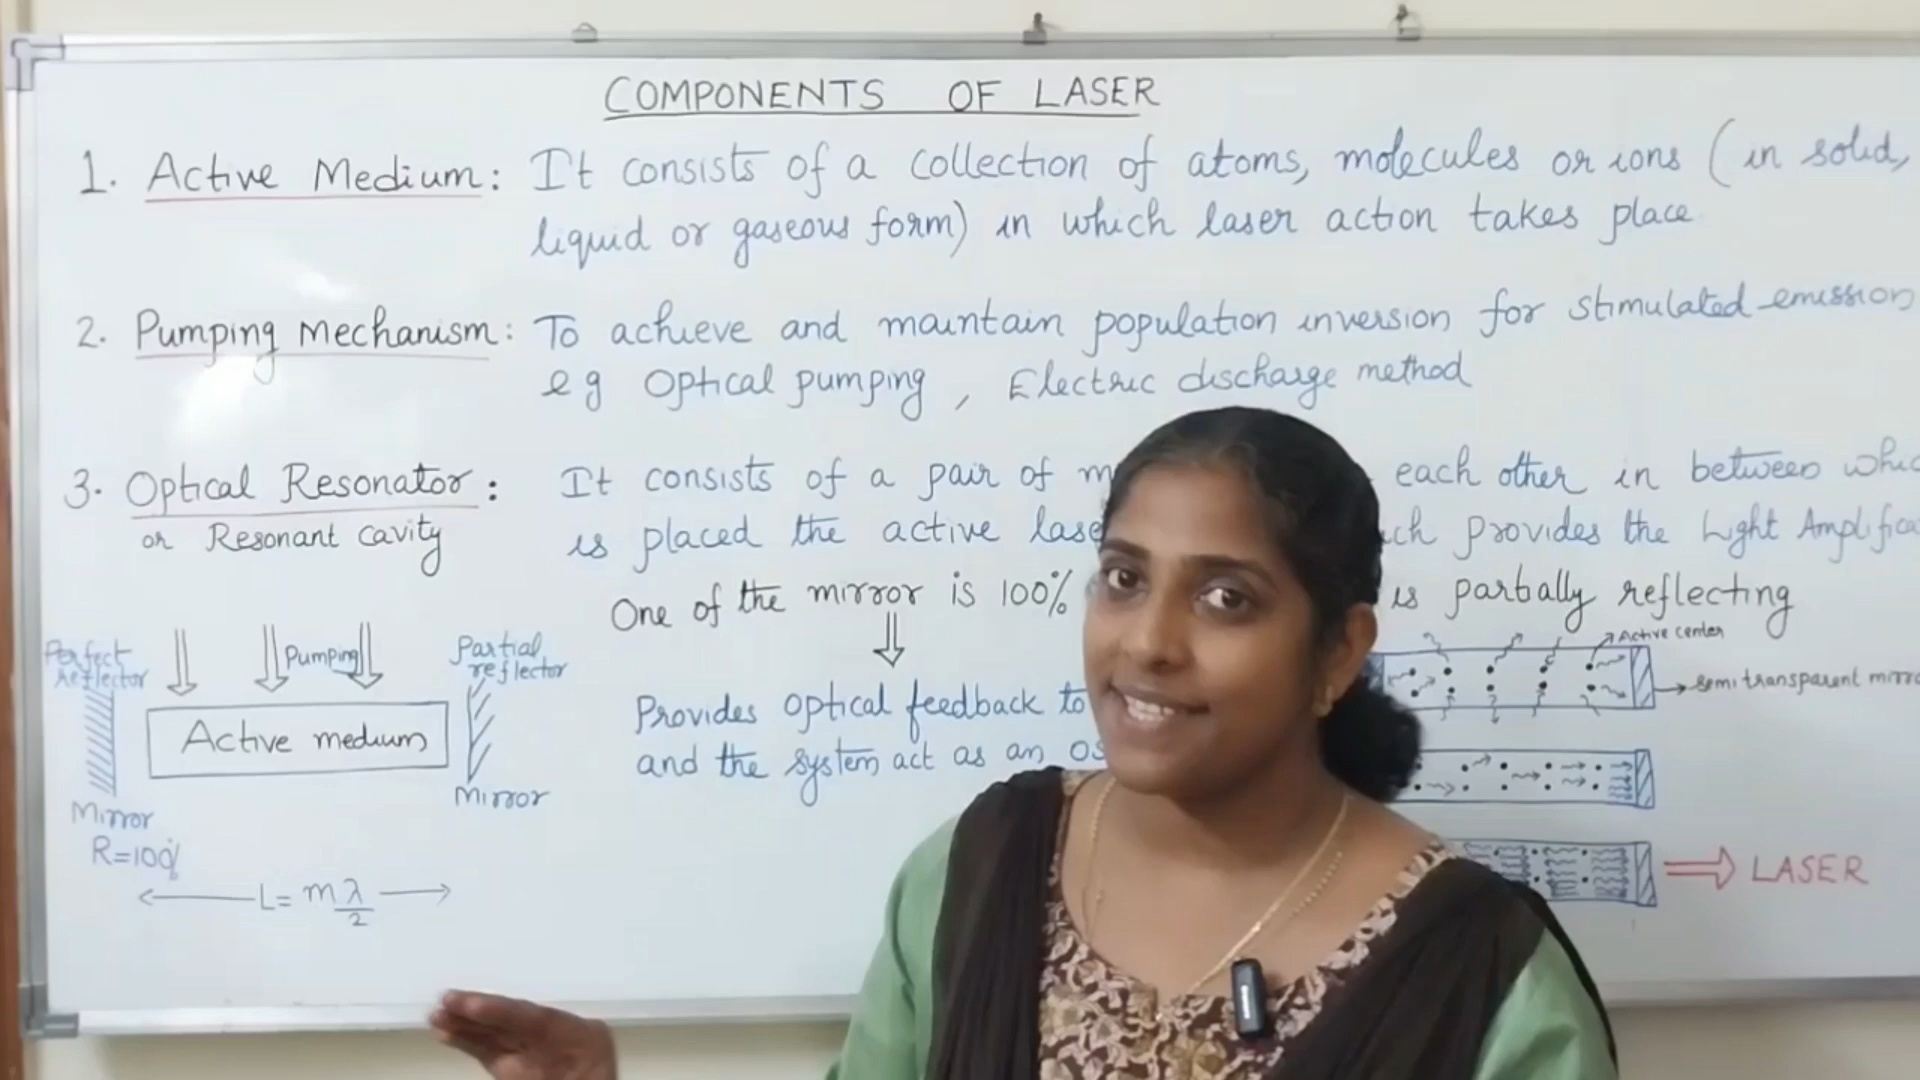 COMPONENTS OF LASER
1. Active Medium: It consists of a collection of atoms, molecules or ions (in solid,
liquid or gaseous form) in which laser action takes place
2. Pumping Mechanism: To achieve and maintain population inversion for stimulated emission
eg Optical pumping, Electric discharge method
3. Optical Resonator: It consists of a pair of each other in between
or Resonant cavity is placed the active provides the Light
One of the mirror is 100% is partially reflecting
Provides optical feedback to
and the system act as an
Perfect
Reflector
Pumping
Partial
reflector
Active medium
Mirror
R=100%
Mirror
L= mλ/2
Active center
semitransparent
LASER